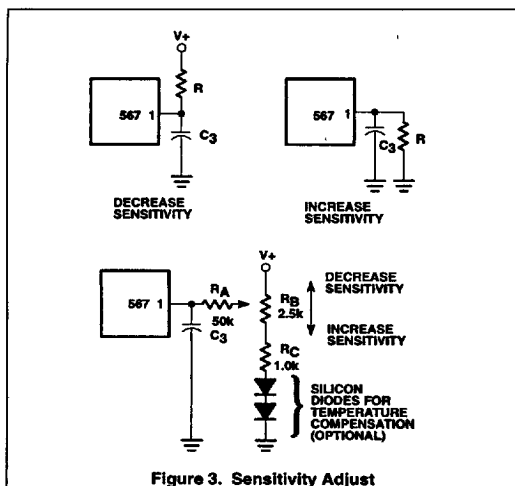 V+
R
567 1
C3
DECREASE
SENSITIVITY
567 1
C3
R
INCREASE
SENSITIVITY
V+
567 1
RA
50k
C3
RB
2.5k
DECREASE
SENSITIVITY
INCREASE
SENSITIVITY
RC
1.0k
SILICON
DIODES FOR
TEMPERATURE
COMPENSATION
(OPTIONAL)
Figure 3. Sensitivity Adjust